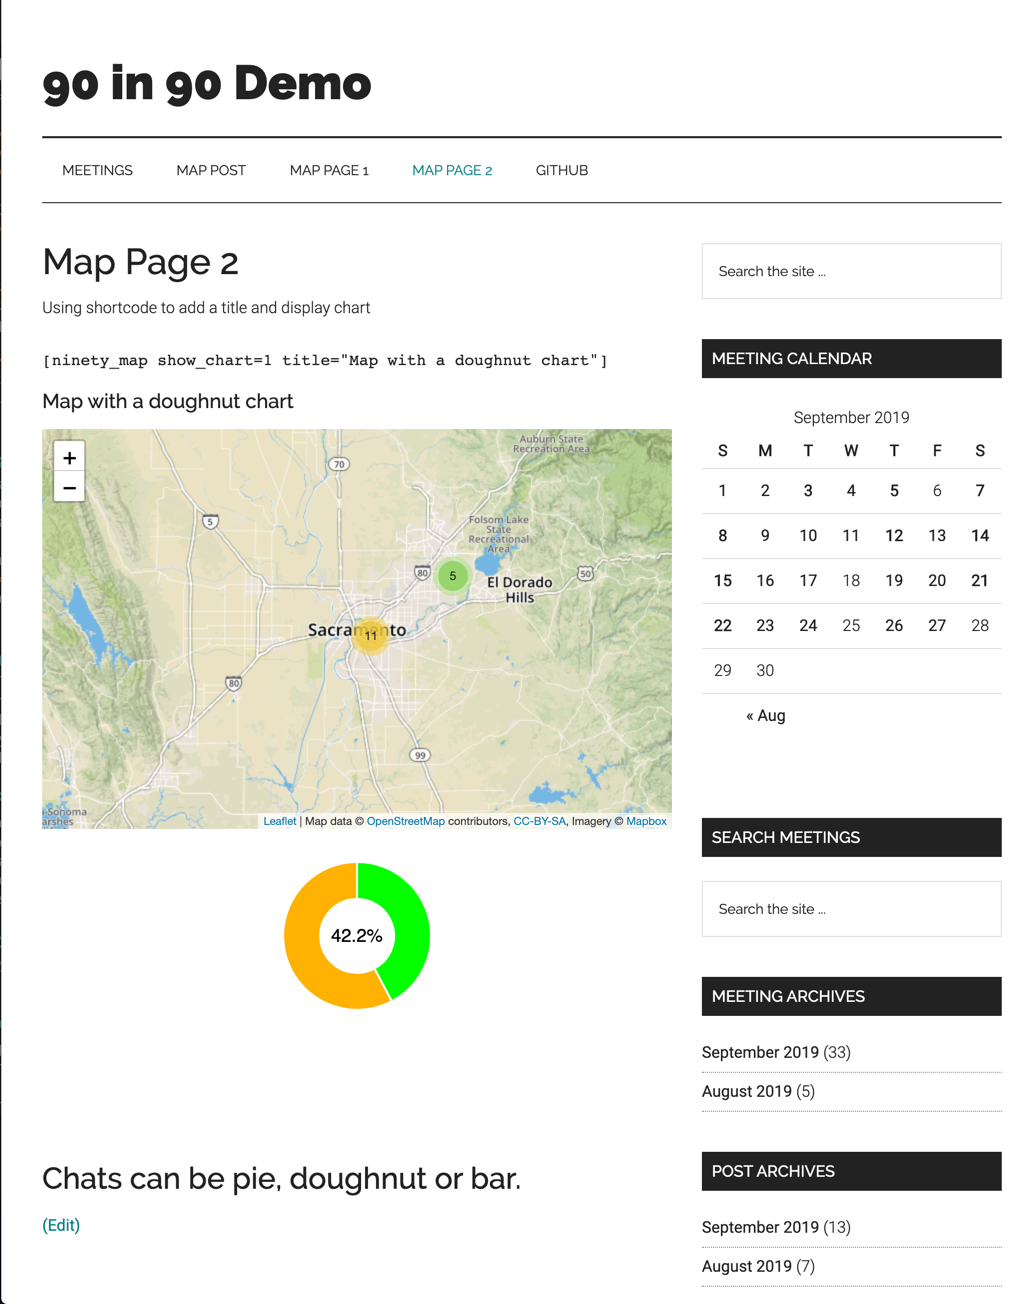 90 in 90 Demo
MEETINGS MAP POST MAP PAGE 1 MAP PAGE 2 GITHUB
Map Page 2
Using shortcode to add a title and display chart
[ninety_map show_chart=1 title="Map with a doughnut chart"]
Map with a doughnut chart
+
−
Auburn State
Recreation Area
70
5
Folsom Lake
State
Recreational
Area
80
5
50
El Dorado
Hills
Sacramento
11
80
99
-Sonoma
arshes
Leaflet | Map data © OpenStreetMap contributors, CC-BY-SA, Imagery © Mapbox
42.2%
Chats can be pie, doughnut or bar.
(Edit)
Search the site ...
MEETING CALENDAR
September 2019
S M T W T F S
1 2 3 4 5 6 7
8 9 10 11 12 13 14
15 16 17 18 19 20 21
22 23 24 25 26 27 28
29 30
« Aug
SEARCH MEETINGS
Search the site ...
MEETING ARCHIVES
September 2019 (33)
August 2019 (5)
POST ARCHIVES
September 2019 (13)
August 2019 (7)